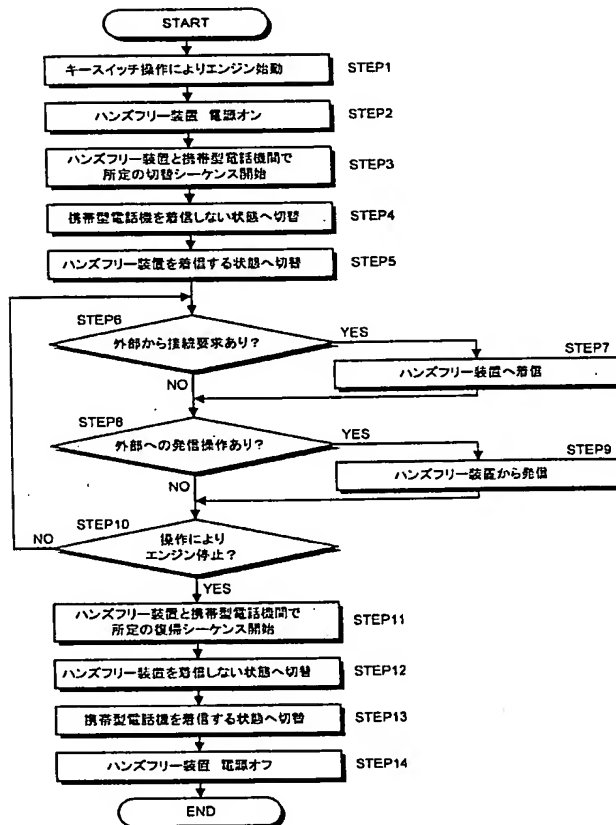 START
キースイッチ操作によりエンジン始動
STEP1
ハンズフリー装置 電源オン
STEP2
ハンズフリー装置と携帯型電話機間で
所定の切替シーケンス開始
STEP3
携帯型電話機を着信しない状態へ切替
STEP4
ハンズフリー装置を着信する状態へ切替
STEP5
STEP6
外部から接続要求あり?
YES
STEP7
ハンズフリー装置へ着信
NO
STEP8
外部への発信操作あり?
YES
STEP9
ハンズフリー装置から発信
NO
STEP10
操作により
エンジン停止?
NO
YES
ハンズフリー装置と携帯型電話機間で
所定の復帰シーケンス開始
STEP11
ハンズフリー装置を着信しない状態へ切替
STEP12
携帯型電話機を着信する状態へ切替
STEP13
ハンズフリー装置 電源オフ
STEP14
END